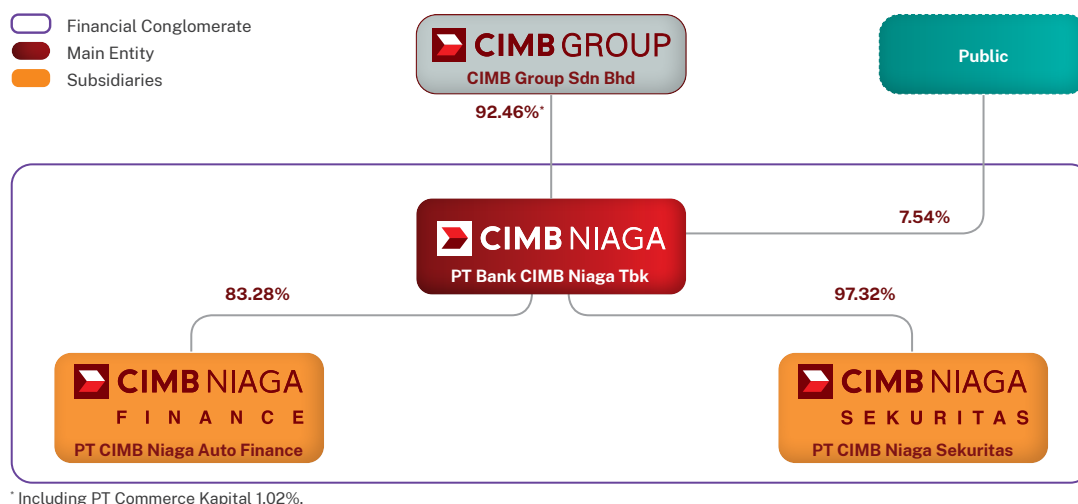 Financial Conglomerate
Main Entity
Subsidiaries
CIMB GROUP
CIMB Group Sdn Bhd
Public
92.46%*
CIMB NIAGA
PT Bank CIMB Niaga Tbk
7.54%
83.28%
97.32%
CIMB NIAGA
FINANCE
PT CIMB Niaga Auto Finance
CIMB NIAGA
SEKURITAS
PT CIMB Niaga Sekuritas
* Including PT Commerce Kapital 1.02%.